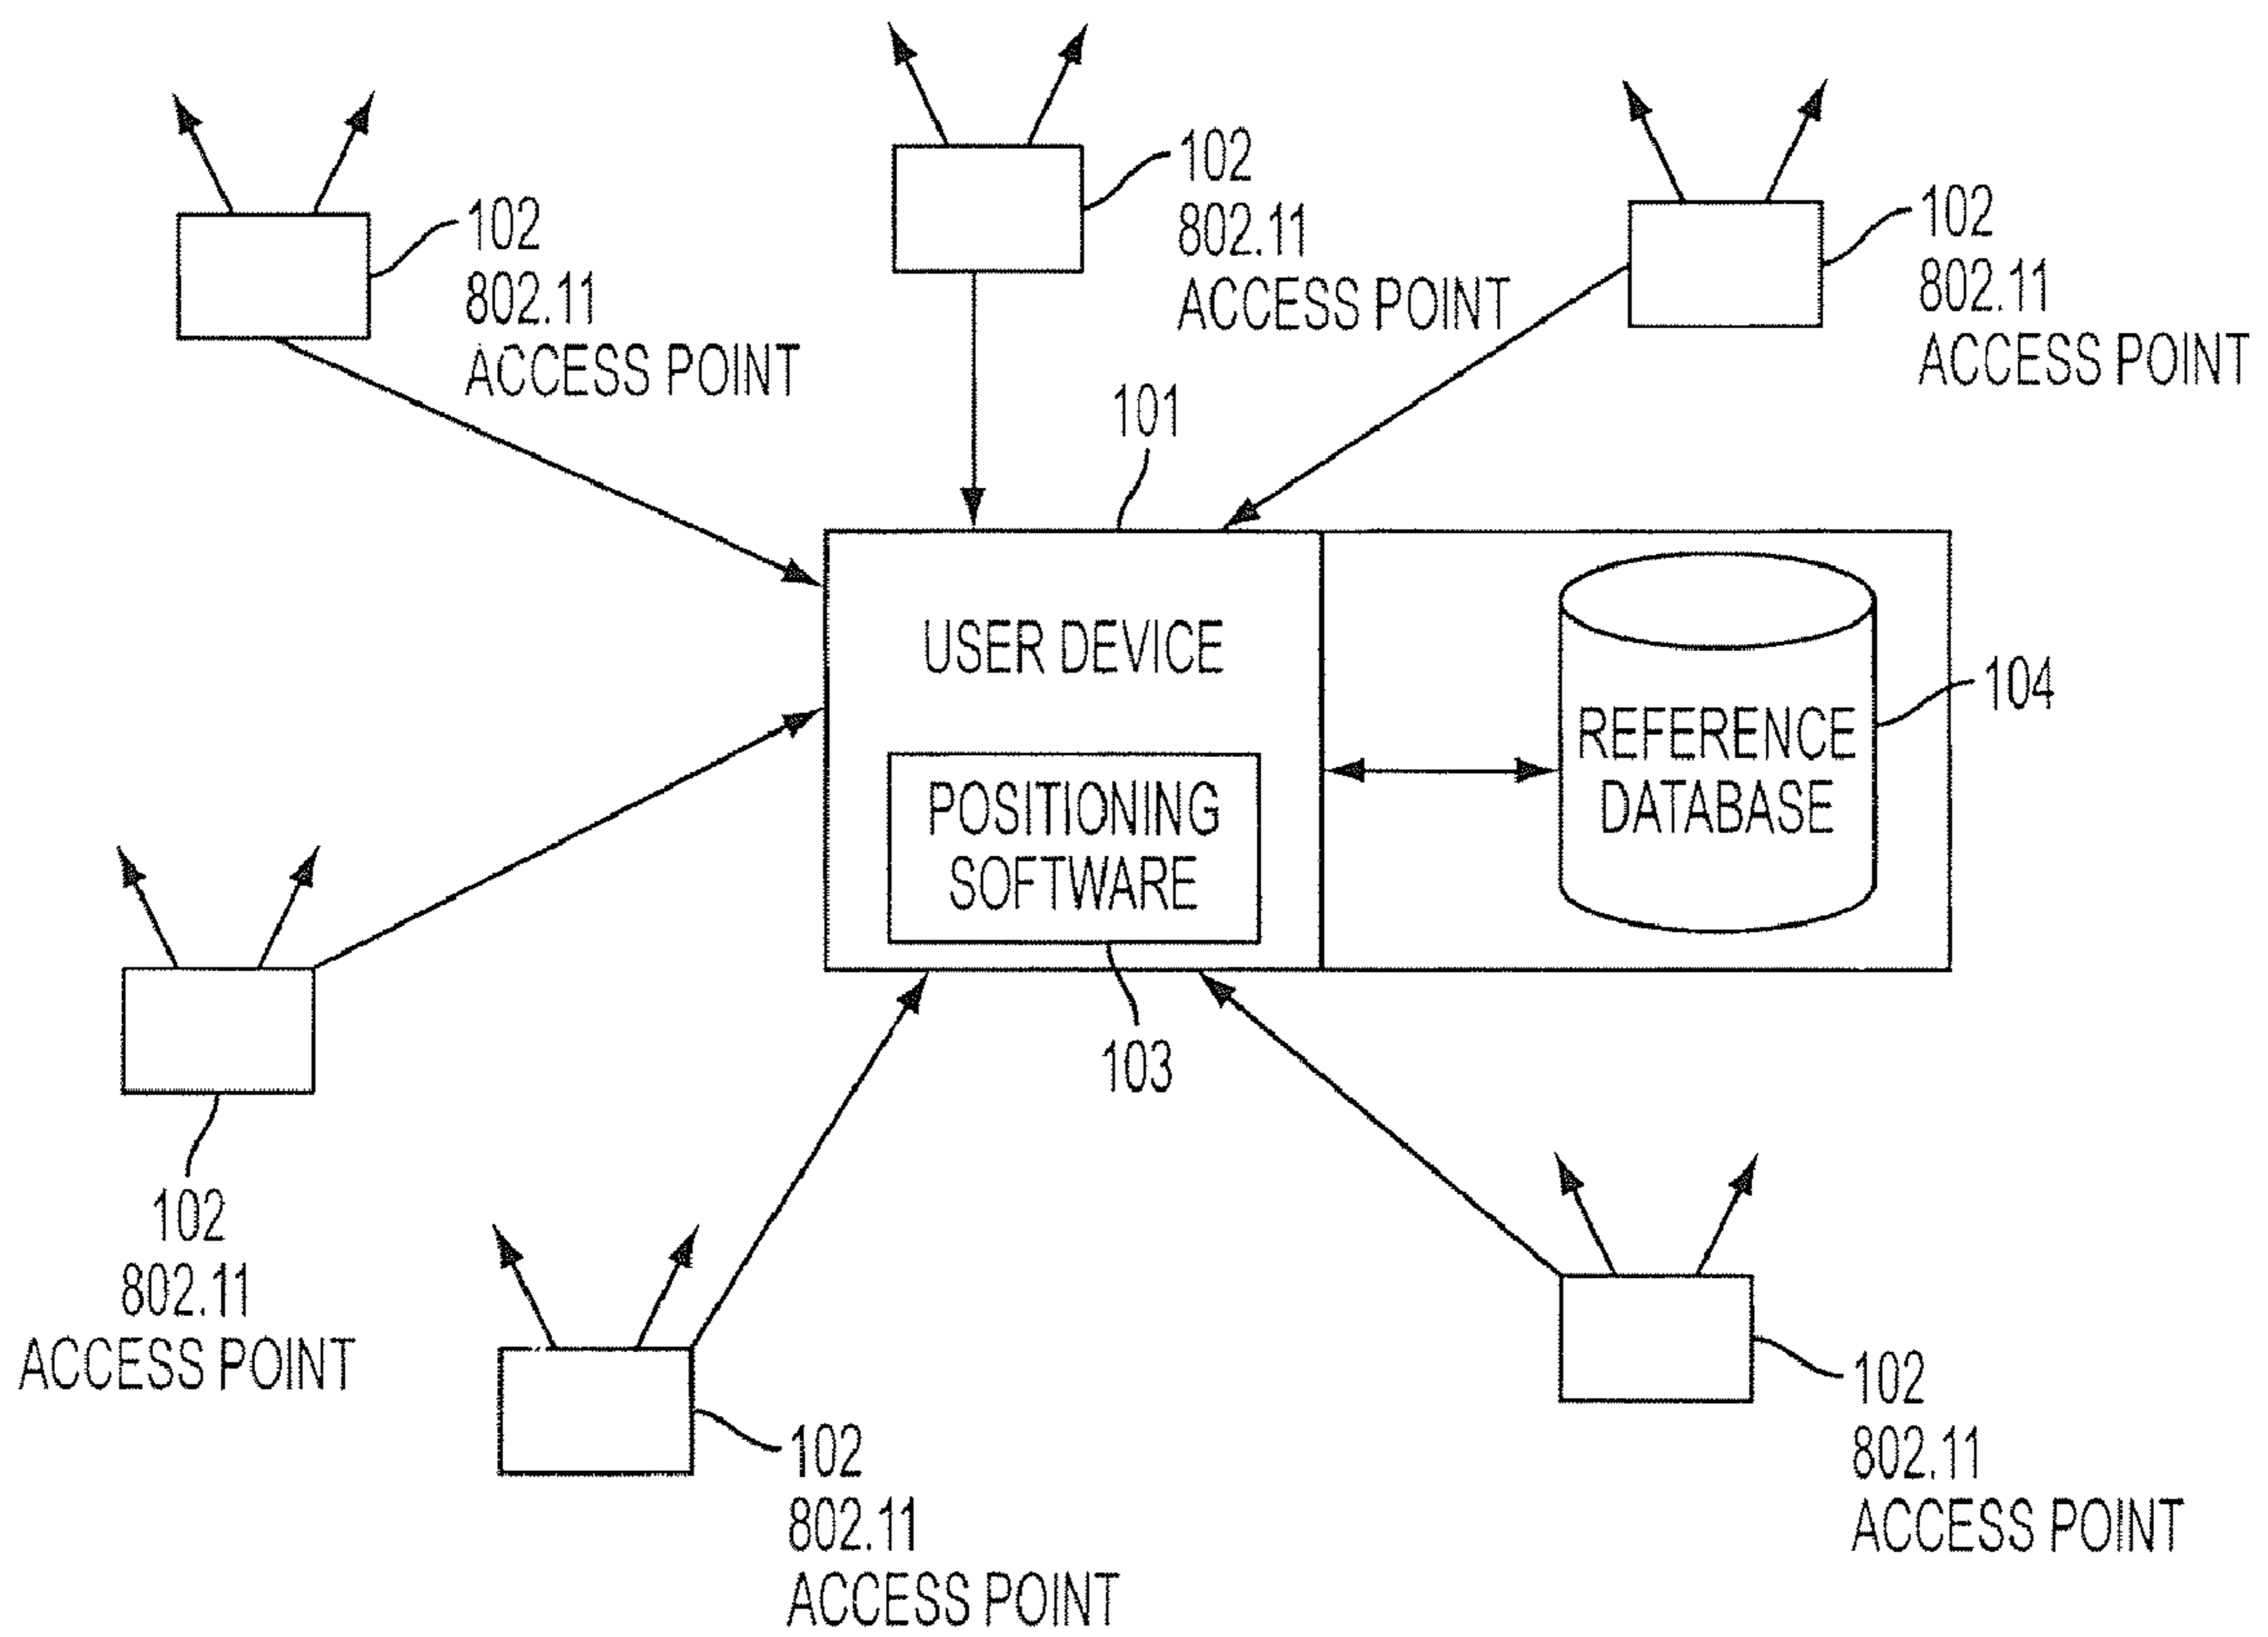 102
802.11
ACCESS POINT
102
802.11
ACCESS POINT
102
802.11
ACCESS POINT
101
USER DEVICE
POSITIONING
SOFTWARE
103
REFERENCE
DATABASE
104
102
802.11
ACCESS POINT
102
802.11
ACCESS POINT
102
802.11
ACCESS POINT